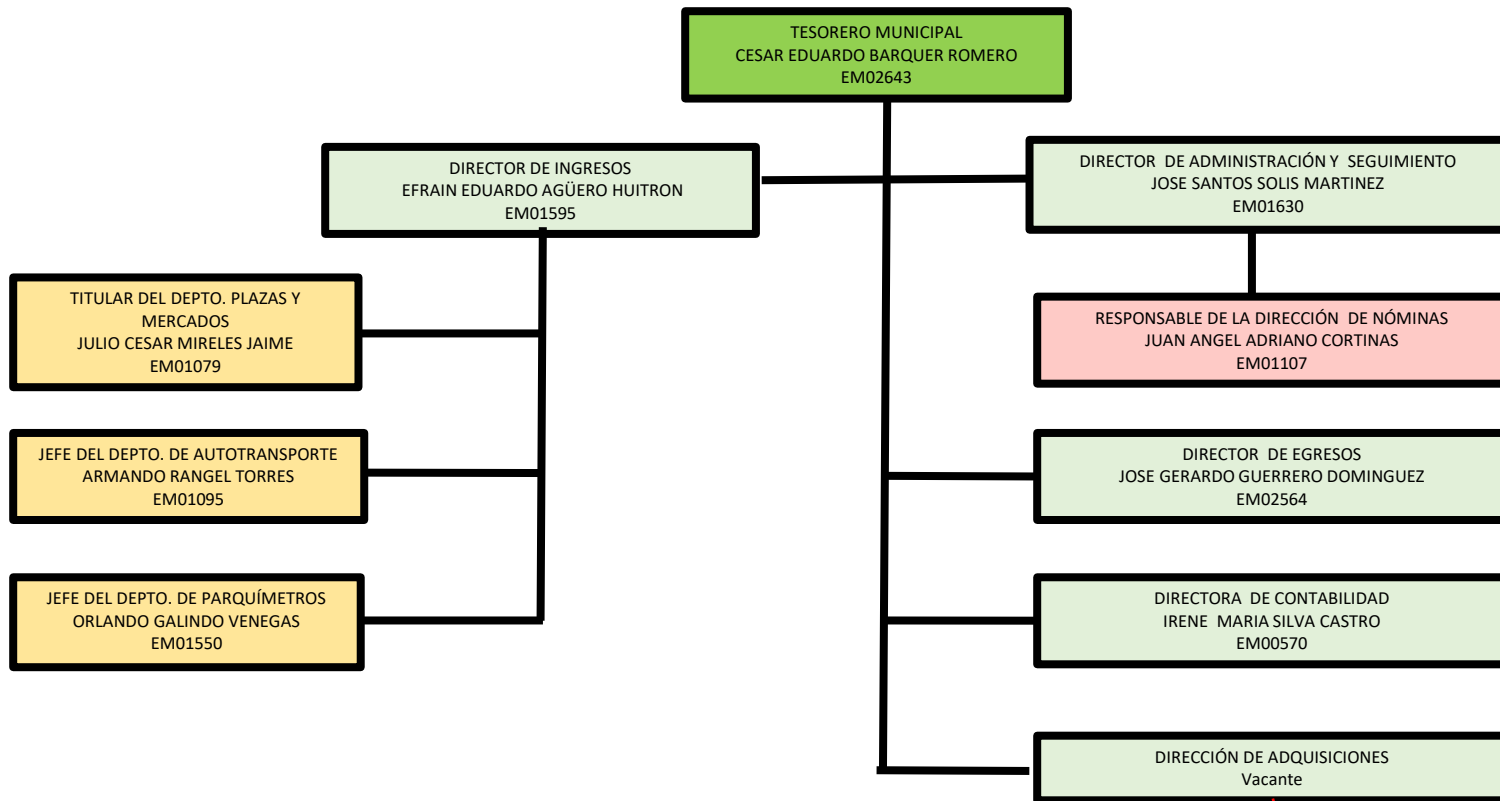 TESORERO MUNICIPAL
CESAR EDUARDO BARQUER ROMERO
EM02643
DIRECTOR DE INGRESOS
EFRAIN EDUARDO AGÜERO HUITRON
EM01595
DIRECTOR DE ADMINISTRACIÓN Y SEGUIMIENTO
JOSE SANTOS SOLIS MARTINEZ
EM01630
TITULAR DEL DEPTO. PLAZAS Y
MERCADOS
JULIO CESAR MIRELES JAIME
EM01079
RESPONSABLE DE LA DIRECCIÓN DE NÓMINAS
JUAN ANGEL ADRIANO CORTINAS
EM01107
JEFE DEL DEPTO. DE AUTOTRANSPORTE
ARMANDO RANGEL TORRES
EM01095
DIRECTOR DE EGRESOS
JOSE GERARDO GUERRERO DOMINGUEZ
EM02564
JEFE DEL DEPTO. DE PARQUÍMETROS
ORLANDO GALINDO VENEGAS
EM01550
DIRECTORA DE CONTABILIDAD
IRENE MARIA SILVA CASTRO
EM00570
DIRECCIÓN DE ADQUISICIONES
Vacante